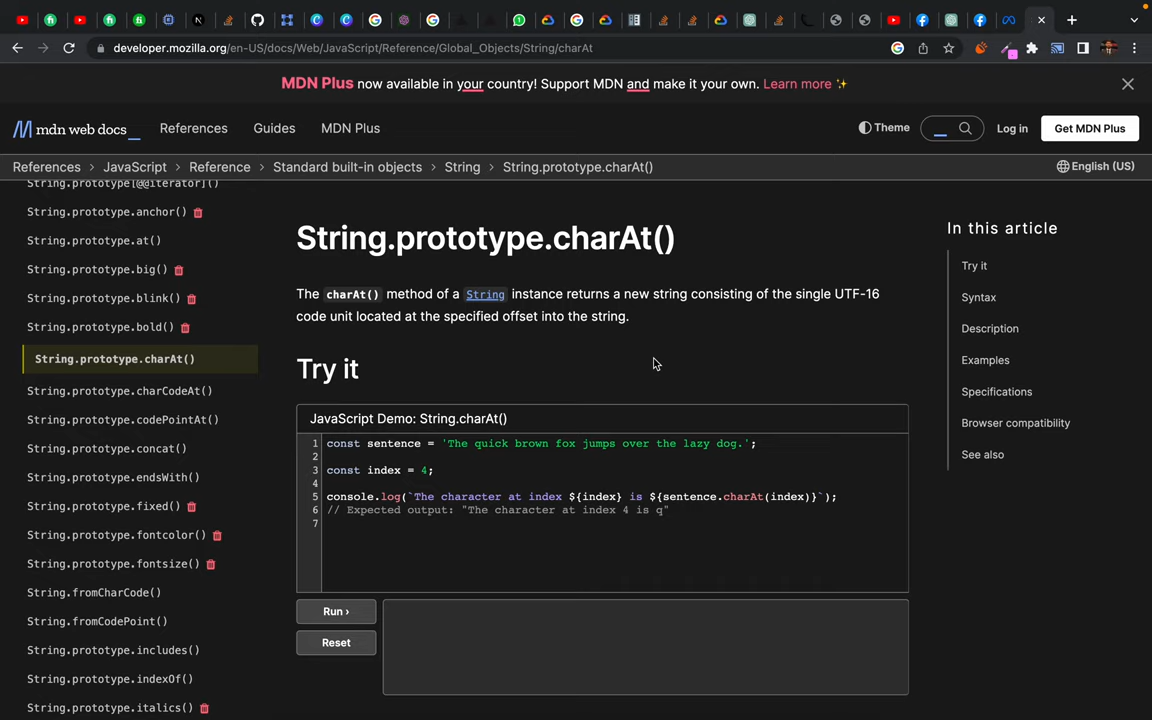 developer.mozilla.org/en-US/docs/Web/JavaScript/Reference/Global_Objects/String/charAt
MDN Plus now available in your country! Support MDN and make it your own. Learn more ✨
mdn web docs_
References
Guides
MDN Plus
Theme
Log in
Get MDN Plus
References > JavaScript > Reference > Standard built-in objects > String > String.prototype.charAt()
English (US)
String.prototype[@@iterator]()
String.prototype.anchor()
String.prototype.at()
String.prototype.big()
String.prototype.blink()
String.prototype.bold()
String.prototype.charAt()
String.prototype.charCodeAt()
String.prototype.codePointAt()
String.prototype.concat()
String.prototype.endsWith()
String.prototype.fixed()
String.prototype.fontcolor()
String.prototype.fontsize()
String.fromCharCode()
String.fromCodePoint()
String.prototype.includes()
String.prototype.indexOf()
String.prototype.italics()
String.prototype.charAt()
The charAt() method of a String instance returns a new string consisting of the single UTF-16
code unit located at the specified offset into the string.
Try it
JavaScript Demo: String.charAt()
1 const sentence = 'The quick brown fox jumps over the lazy dog.';
2
3 const index = 4;
4
5 console.log(`The character at index ${index} is ${sentence.charAt(index)}`);
6 // Expected output: "The character at index 4 is q"
7
Run ›
Reset
In this article
Try it
Syntax
Description
Examples
Specifications
Browser compatibility
See also